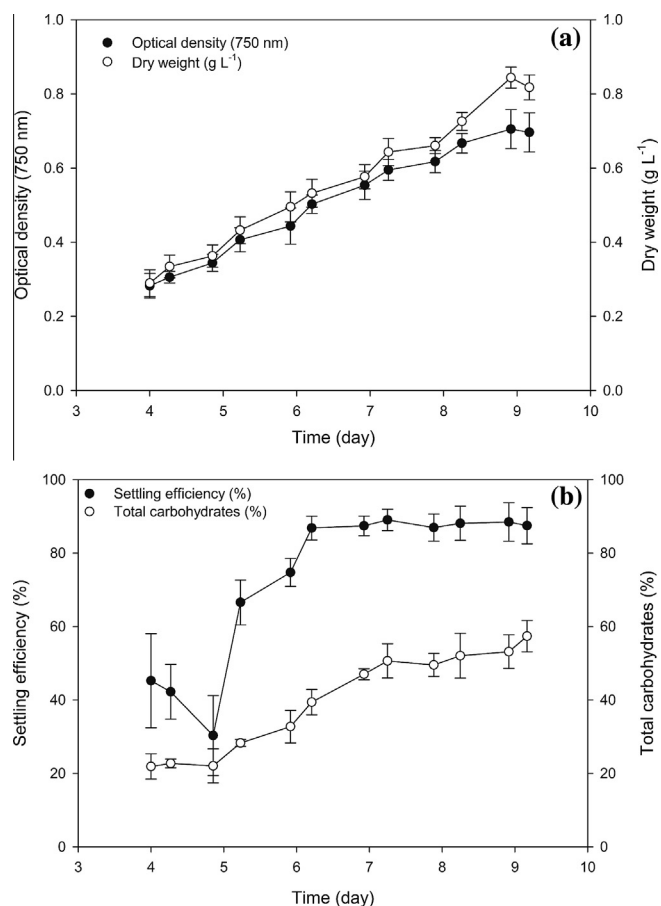 (a)
Optical density (750 nm)
Dry weight (g L⁻¹)
1.0
0.8
0.6
0.4
0.2
0.0
Optical density (750 nm)
1.0
0.8
0.6
0.4
0.2
0.0
Dry weight (g L⁻¹)
3 4 5 6 7 8 9 10
Time (day)
(b)
Settling efficiency (%)
Total carbohydrates (%)
100
80
60
40
20
0
Settling efficiency (%)
100
80
60
40
20
0
Total carbohydrates (%)
3 4 5 6 7 8 9 10
Time (day)